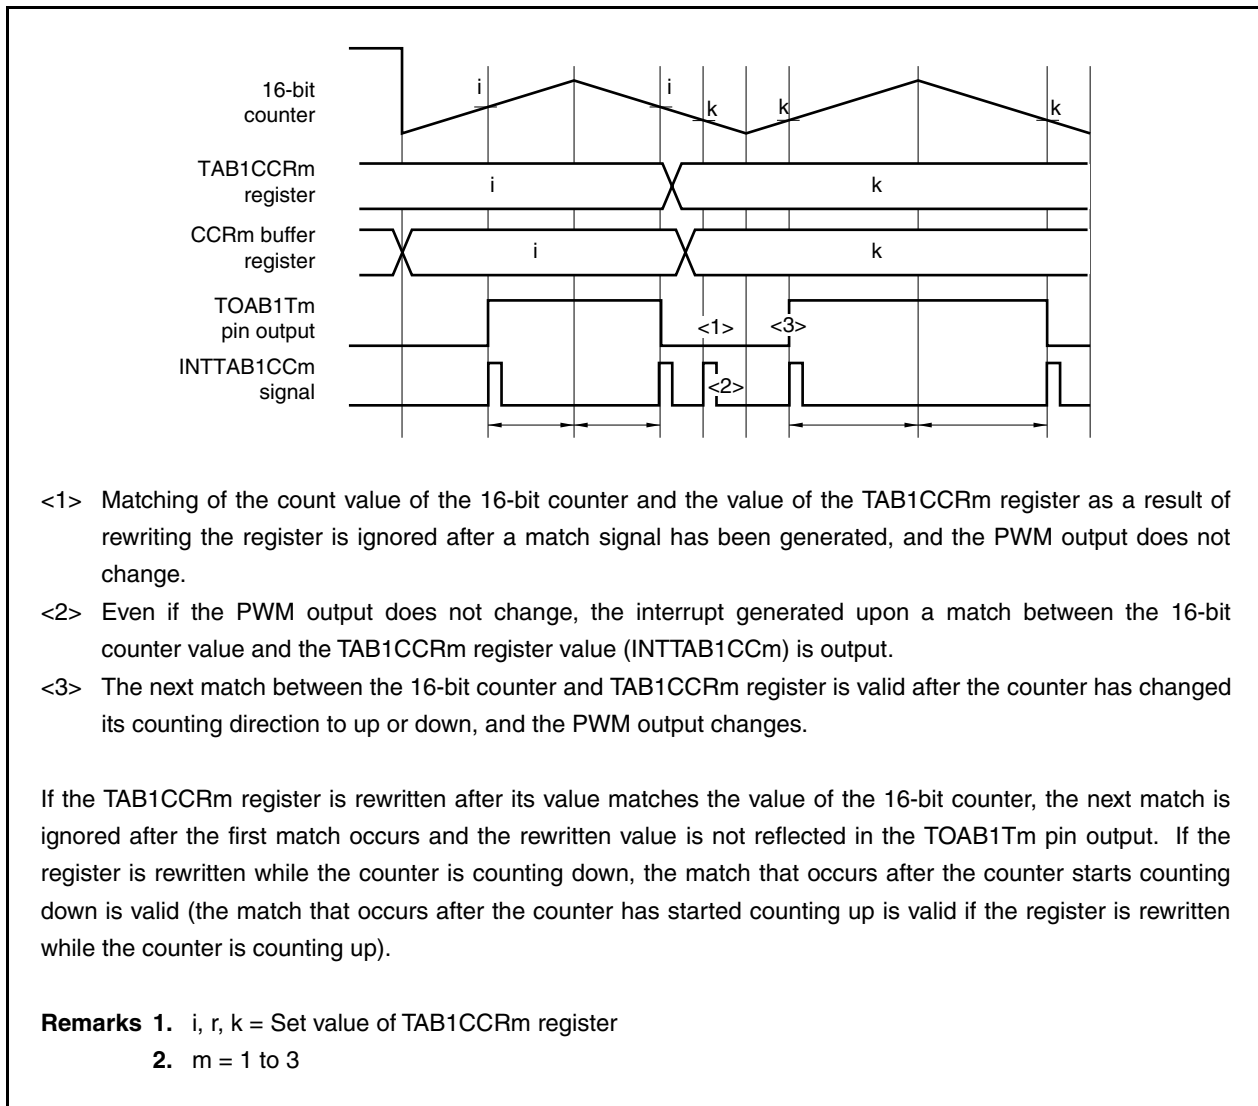 16-bit
counter
i
i
k
k
k
TAB1CCRm
register
i
k
CCRm buffer
register
i
k
TOAB1Tm
pin output
<1>
<3>
INTTAB1CCm
signal
<2>
<1> Matching of the count value of the 16-bit counter and the value of the TAB1CCRm register as a result of
rewriting the register is ignored after a match signal has been generated, and the PWM output does not
change.
<2> Even if the PWM output does not change, the interrupt generated upon a match between the 16-bit
counter value and the TAB1CCRm register value (INTTAB1CCm) is output.
<3> The next match between the 16-bit counter and TAB1CCRm register is valid after the counter has changed
its counting direction to up or down, and the PWM output changes.
If the TAB1CCRm register is rewritten after its value matches the value of the 16-bit counter, the next match is
ignored after the first match occurs and the rewritten value is not reflected in the TOAB1Tm pin output. If the
register is rewritten while the counter is counting down, the match that occurs after the counter starts counting
down is valid (the match that occurs after the counter has started counting up is valid if the register is rewritten
while the counter is counting up).
Remarks 1. i, r, k = Set value of TAB1CCRm register
2. m = 1 to 3